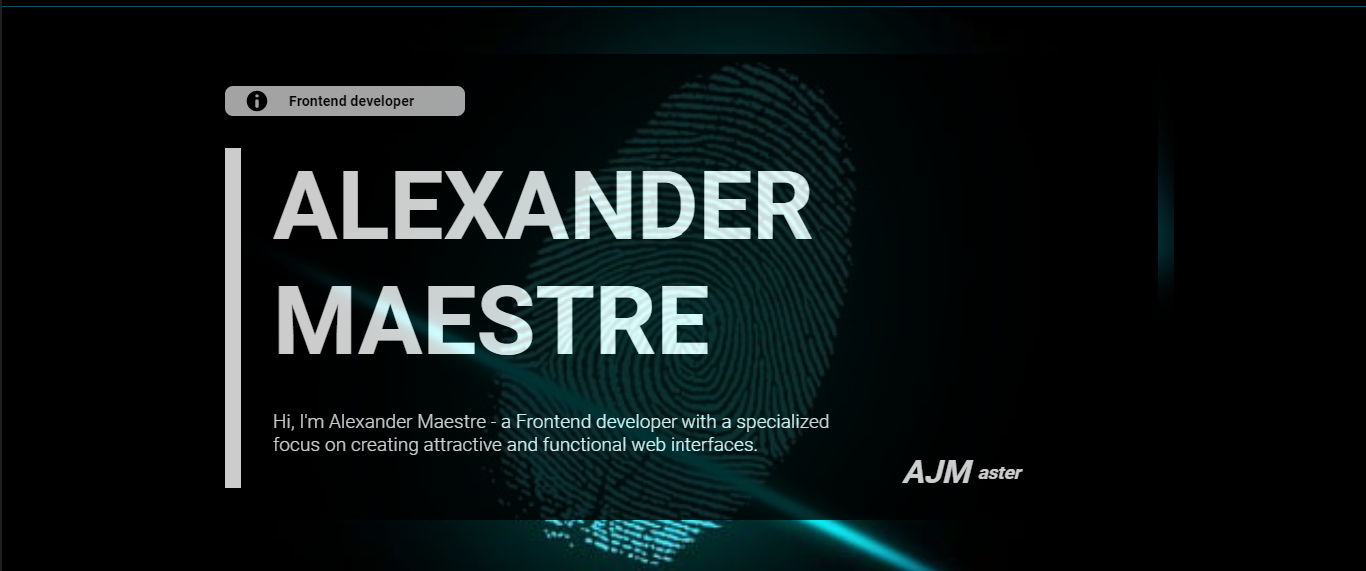 Frontend developer
ALEXANDER
MAESTRE
Hi, I'm Alexander Maestre - a Frontend developer with a specialized
focus on creating attractive and functional web interfaces.
AJM aster